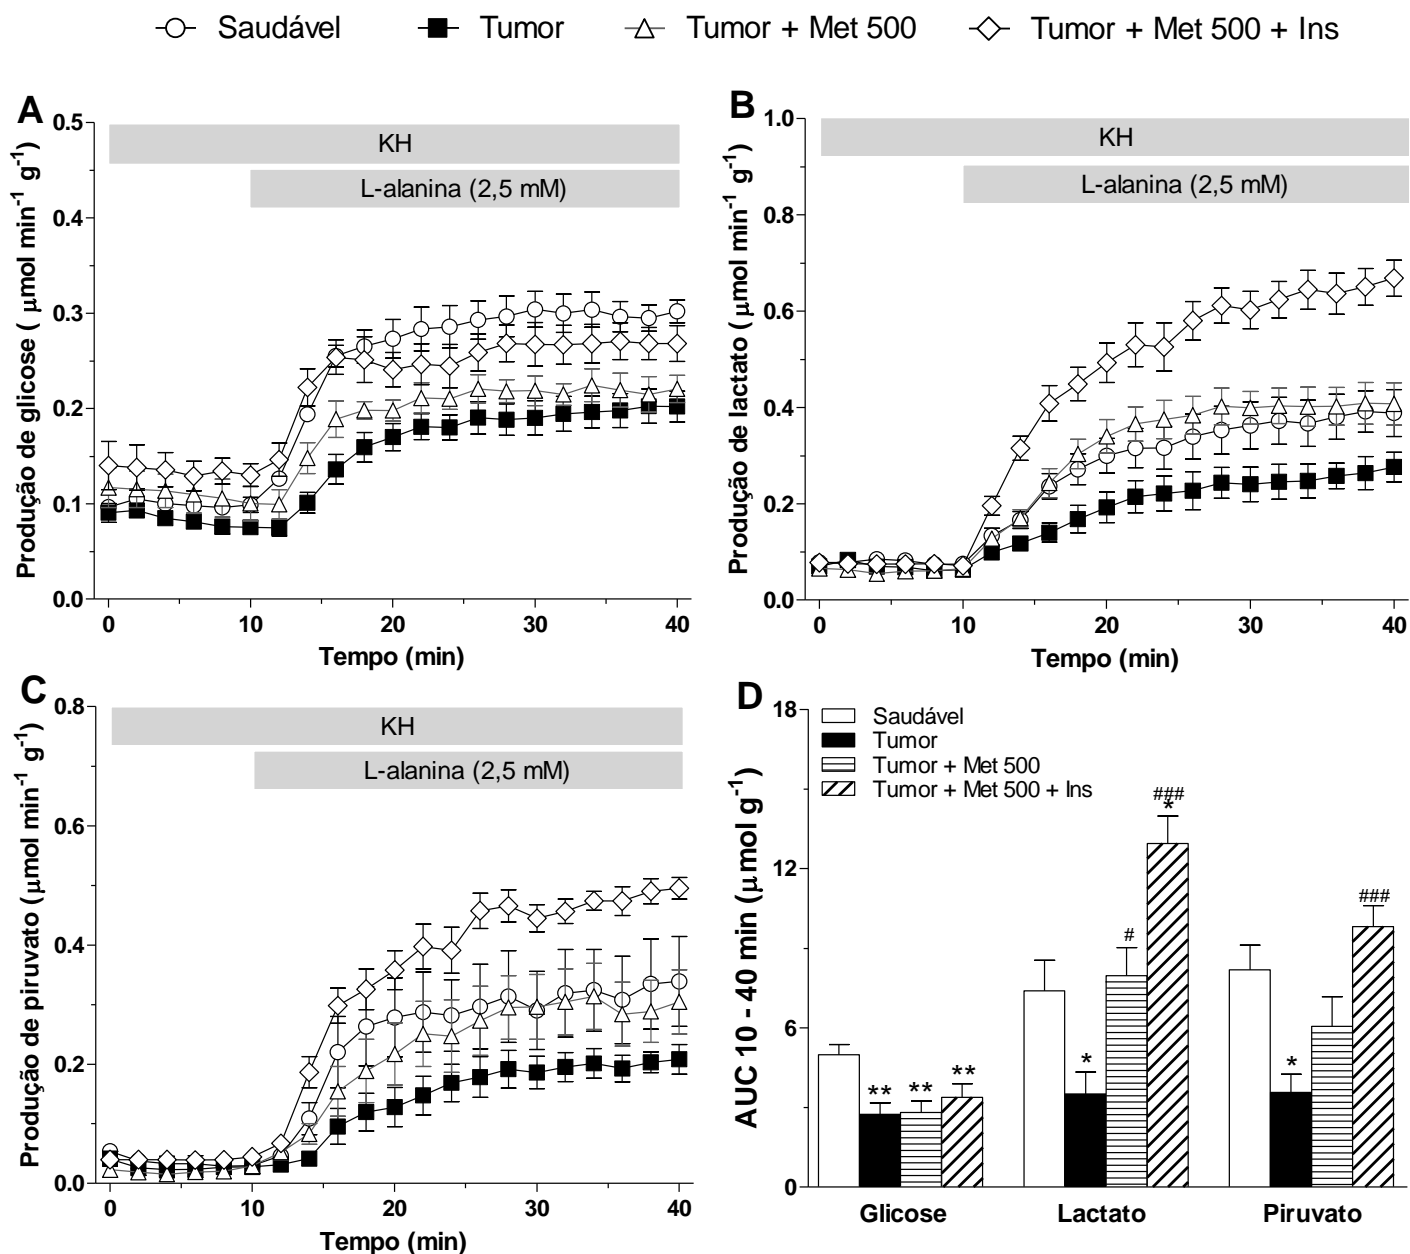 Saudável Tumor Tumor + Met 500 Tumor + Met 500 + Ins
A
Produção de glicose ( µmol min⁻¹ g⁻¹)
0.5
0.4
0.3
0.2
0.1
0.0
KH
L-alanina (2,5 mM)
0 10 20 30 40
Tempo (min)
B
Produção de lactato ( µmol min⁻¹ g⁻¹)
1.0
0.8
0.6
0.4
0.2
0.0
KH
L-alanina (2,5 mM)
0 10 20 30 40
Tempo (min)
C
Produção de piruvato (µmol min⁻¹ g⁻¹)
0.8
0.6
0.4
0.2
0.0
KH
L-alanina (2,5 mM)
0 10 20 30 40
Tempo (min)
D
AUC 10 - 40 min (µmol g⁻¹)
18
12
6
0
Saudável
Tumor
Tumor + Met 500
Tumor + Met 500 + Ins
** ** **
* # ###
*
* ###
Glicose Lactato Piruvato